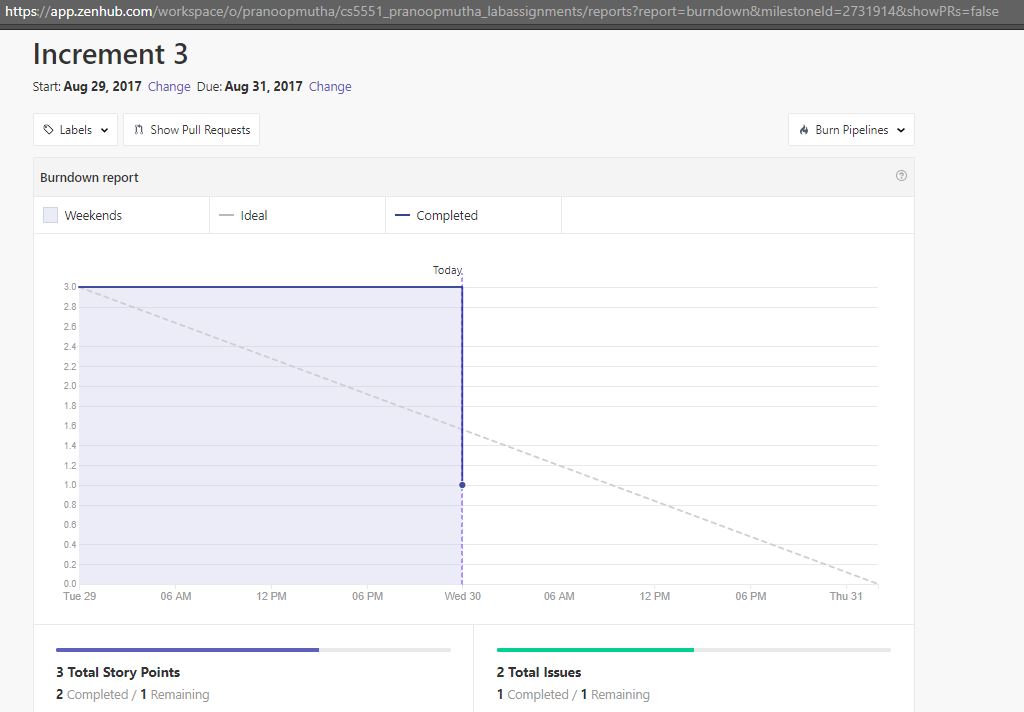 https://app.zenhub.com/workspace/o/pranoopmutha/cs5551_pranoopmutha_labassignments/reports?report=burndown&milestoneId=2731914&showPRs=false
Increment 3
Start: Aug 29, 2017 Change Due: Aug 31, 2017 Change
Labels Show Pull Requests Burn Pipelines
Burndown report
Weekends Ideal Completed
Today
3.0
2.8
2.6
2.4
2.2
2.0
1.8
1.6
1.4
1.2
1.0
0.8
0.6
0.4
0.2
0.0
Tue 29 06 AM 12 PM 06 PM Wed 30 06 AM 12 PM 06 PM Thu 31
3 Total Story Points
2 Completed / 1 Remaining
2 Total Issues
1 Completed / 1 Remaining